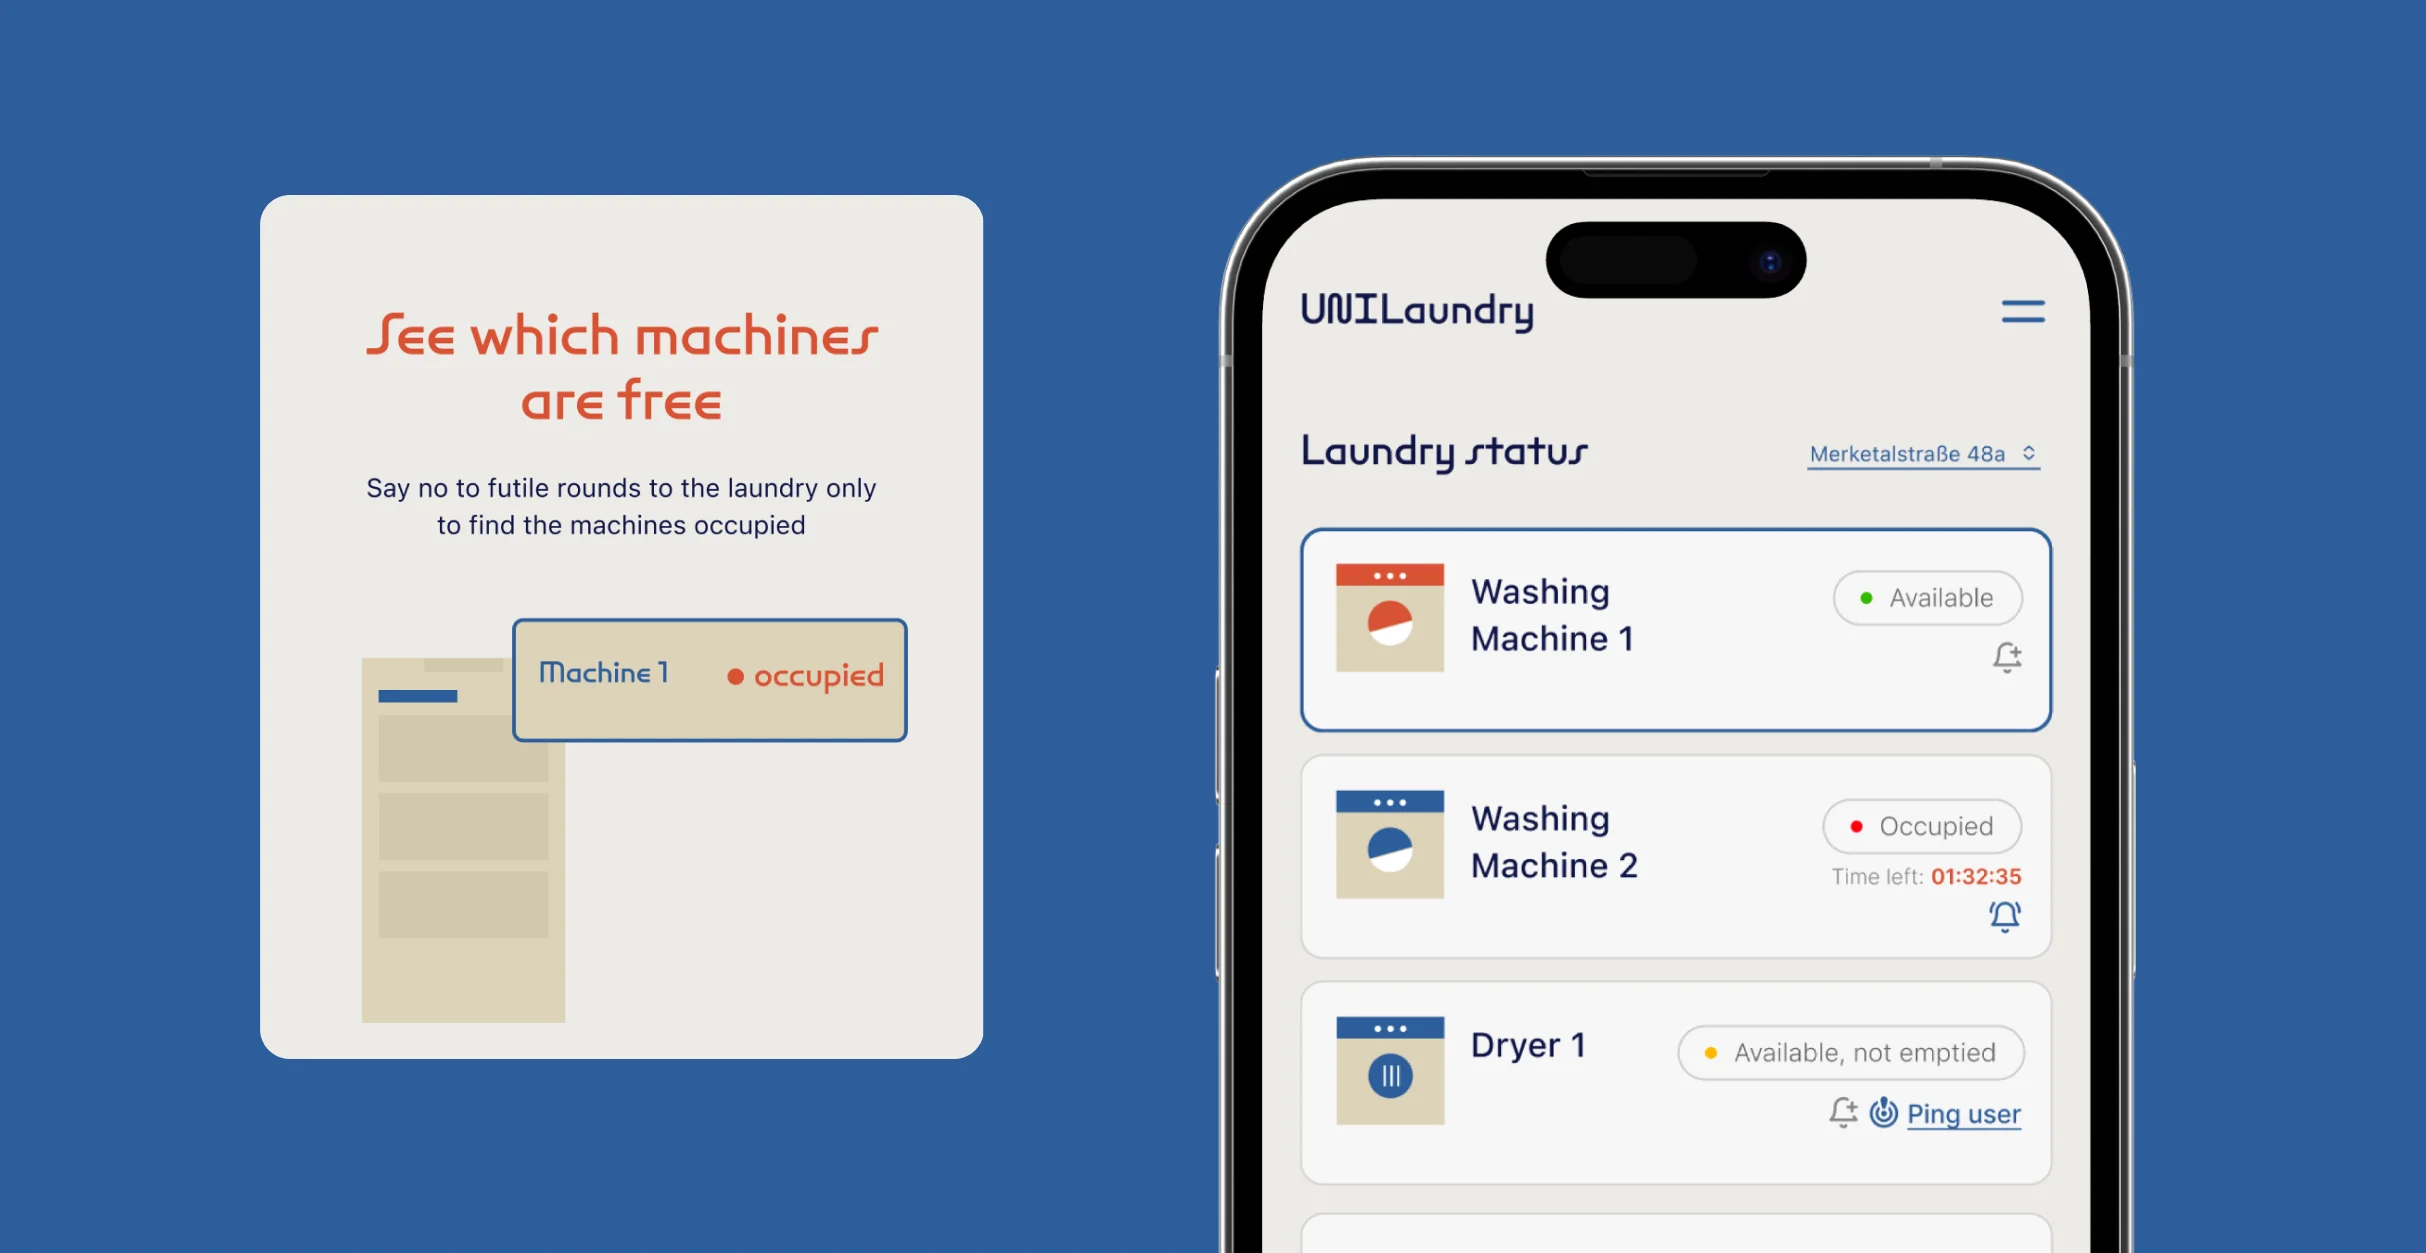 See which machines
are free
Say no to futile rounds to the laundry only
to find the machines occupied
Machine 1
occupied
UNILaundry
Laundry status
Merketalstraße 48a
Washing
Machine 1
Available
Washing
Machine 2
Occupied
Time left: 01:32:35
Dryer 1
Available, not emptied
Ping user